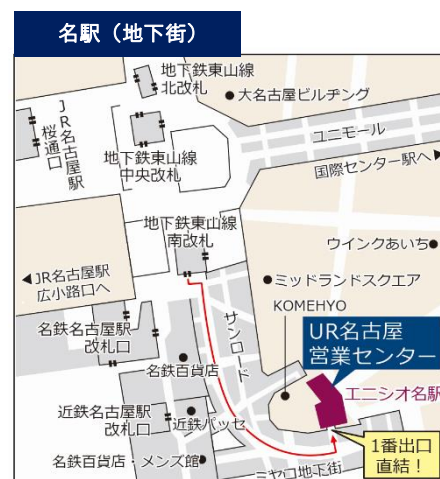 名駅（地下街）
地下鉄東山線
北改札
大名古屋ビルヂング
JR名古屋駅
桜通口
ユニモール
地下鉄東山線
中央改札
国際センター駅へ
地下鉄東山線
南改札
ウインクあいち
JR名古屋駅
広小路口へ
ミッドランドスクエア
サンロード
KOMEHYO
名鉄名古屋駅
改札口
UR名古屋
営業センター
名鉄百貨店
エニシオ名駅
近鉄名古屋駅
改札口
近鉄パッセ
1番出口
直結！
名鉄百貨店・メンズ館
ミヤコ地下街